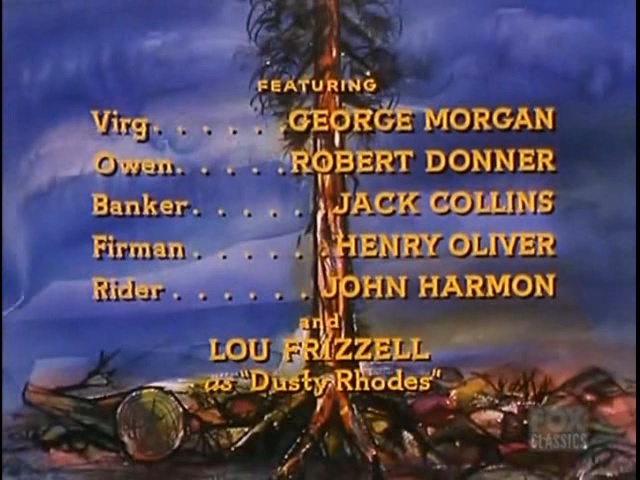 FEATURING
Virg. . . . . . .GEORGE MORGAN
Owen. . . . . .ROBERT DONNER
Banker. . . . . .JACK COLLINS
Firman . . . . . .HENRY OLIVER
Rider . . . . . . JOHN HARMON
and
LOU FRIZZELL
as "Dusty Rhodes"
FOX
CLASSICS